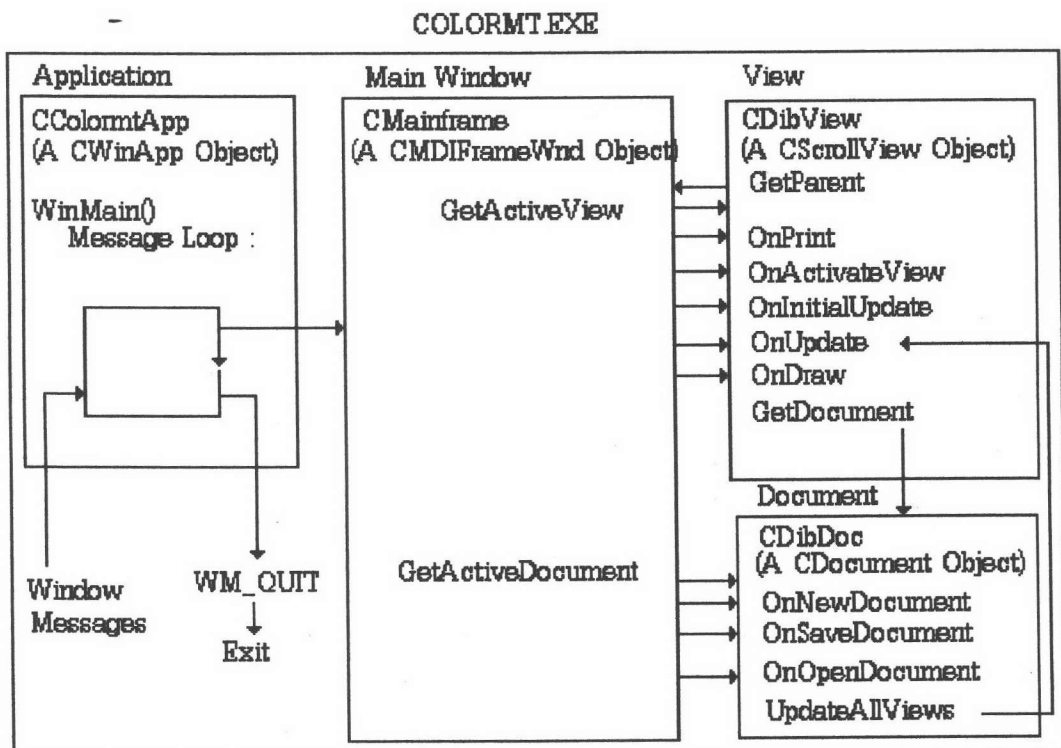 COLORMT.EXE
Application
CColormtApp
(A CWinApp Object)
WinMain()
Message Loop :
Window
Messages
WM_QUIT
Exit
Main Window
CMainframe
(A CMDIFrameWnd Object)
GetActiveView
GetActiveDocument
View
CDibView
(A CScrollView Object)
GetParent
OnPrint
OnActivateView
OnInitialUpdate
OnUpdate
OnDraw
GetDocument
Document
CDibDoc
(A CDocument Object)
OnNewDocument
OnSaveDocument
OnOpenDocument
UpdateAllViews